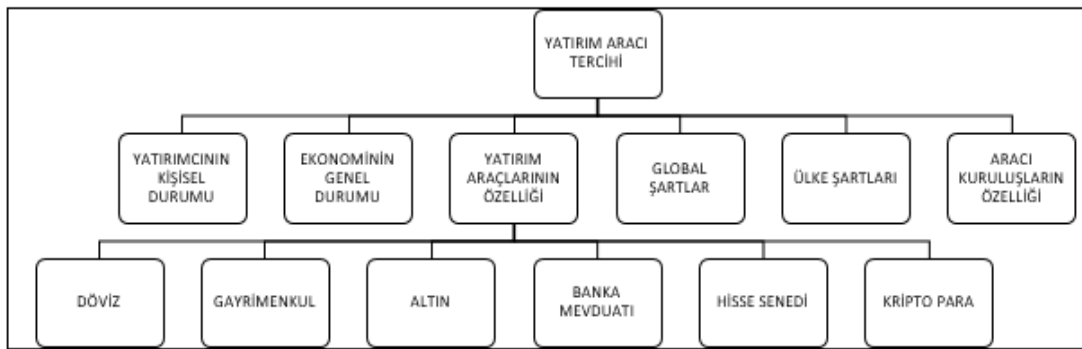 YATIRIM ARACI
TERCİHİ
YATIRIMCININ
KİŞİSEL
DURUMU
EKONOMİNİN
GENEL
DURUMU
YATIRIM
ARAÇLARININ
ÖZELLİĞİ
GLOBAL
ŞARTLAR
ÜLKE ŞARTLARI
ARACI
KURULUŞLARIN
ÖZELLİĞİ
DÖVİZ
GAYRİMENKUL
ALTIN
BANKA
MEVDUATI
HİSSE SENEDİ
KRİPTO PARA